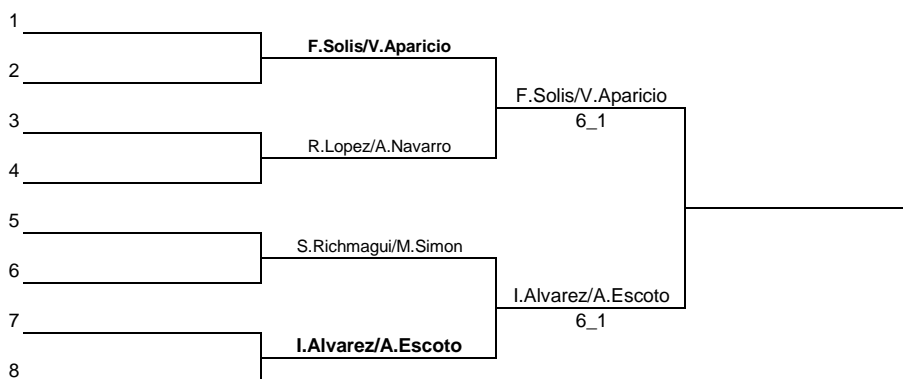 1
F.Solis/V.Aparicio
2
F.Solis/V.Aparicio
3
6_1
R.Lopez/A.Navarro
4
5
S.Richmagui/M.Simon
6
I.Alvarez/A.Escoto
7
6_1
I.Alvarez/A.Escoto
8